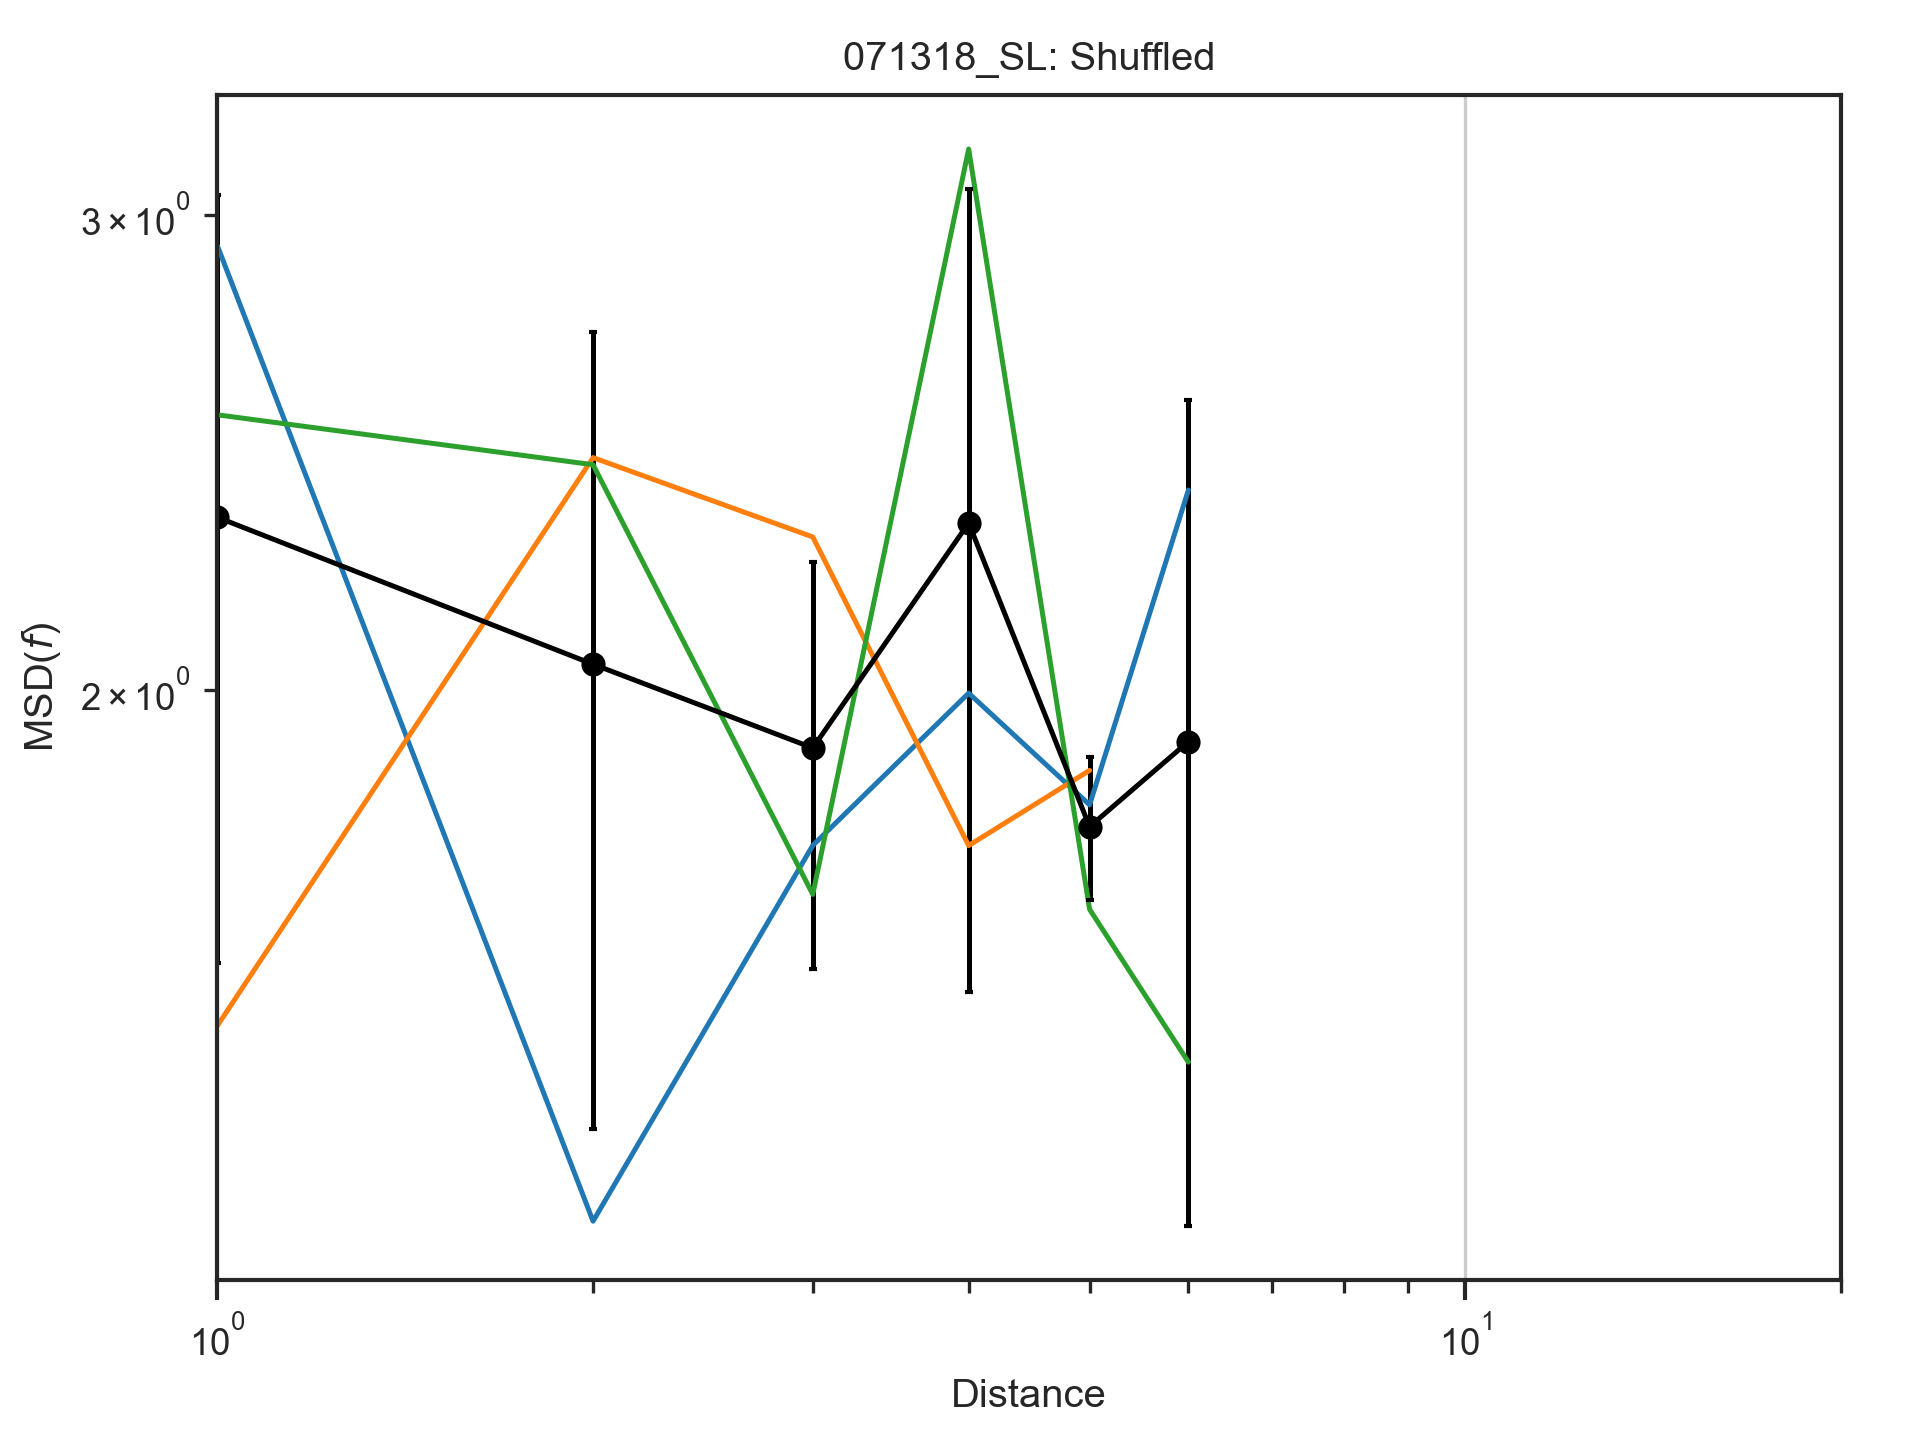 071318_SL: Shuffled
3 × 10⁰
2 × 10⁰
MSD(f)
10⁰
10¹
Distance